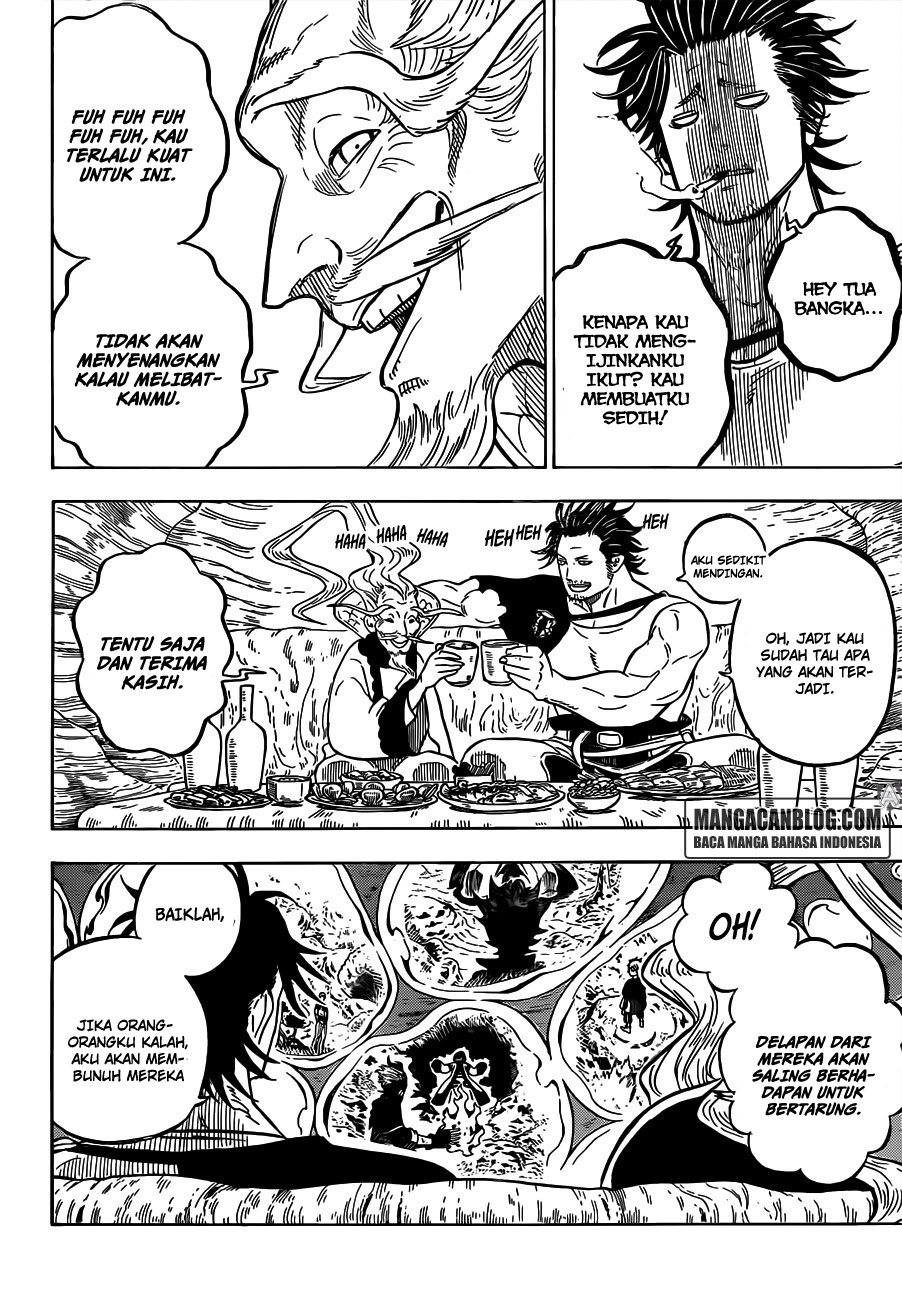 HEY TUA
BANGKA...
KENAPA KAU
TIDAK MENG-
IJINKANKU
IKUT? KAU
MEMBUATKU
SEDIH!
FUH FUH FUH
FUH FUH, KAU
TERLALU KUAT
UNTUK INI.
TIDAK AKAN
MENYENANGKAN
KALAU MELIBAT-
KANMU.
HEH HEH
HEH
HAHA HAHA HAHA
AKU SEDIKIT
MENDINGAN.
OH, JADI KAU
SUDAH TAU APA
YANG AKAN TER-
JADI.
TENTU SAJA
DAN TERIMA
KASIH.
MANGACANBLOG.COM
BACA MANGA BAHASA INDONESIA
OH!
DELAPAN DARI
MEREKA AKAN
SALING BERHA-
DAPAN UNTUK
BERTARUNG.
BAIKLAH,
JIKA ORANG-
ORANGKU KALAH,
AKU AKAN MEM-
BUNUH MEREKA